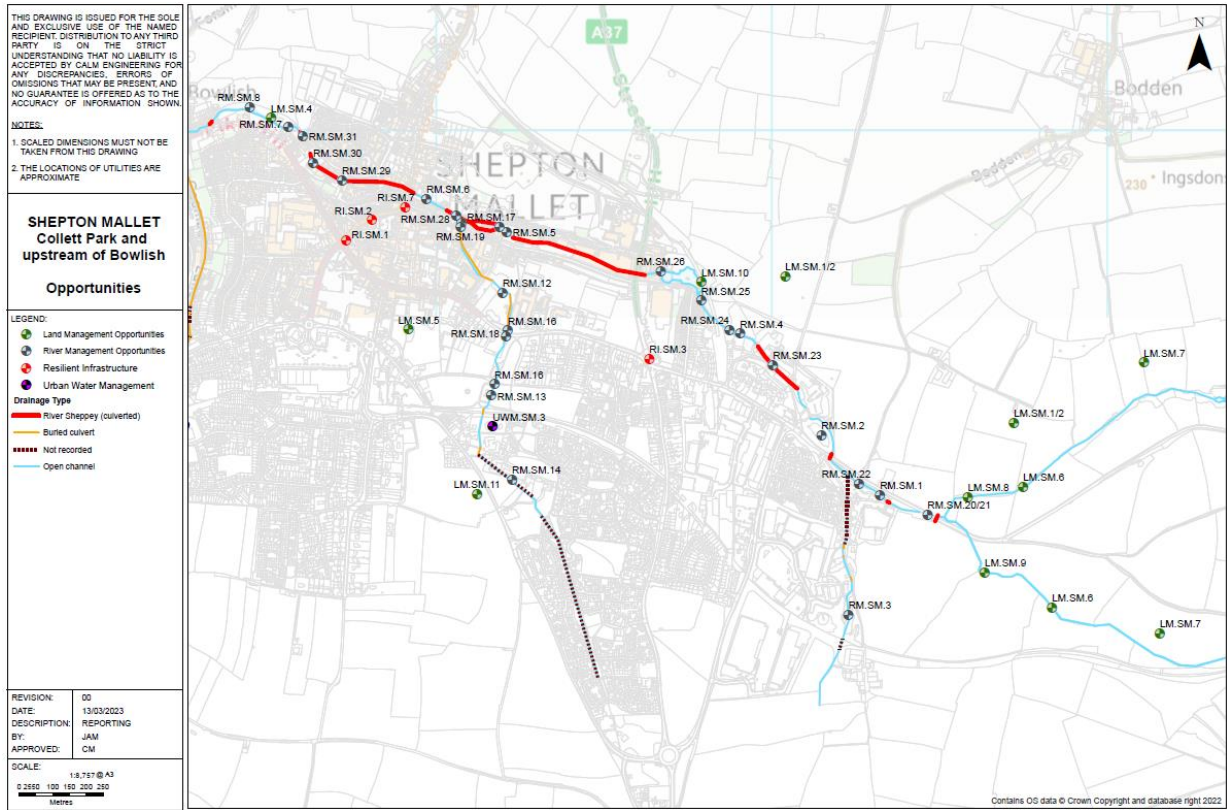 THIS DRAWING IS ISSUED FOR THE SOLE
AND EXCLUSIVE USE OF THE NAMED
RECIPIENT. DISTRIBUTION TO ANY THIRD
PARTY IS ON THE STRICT
UNDERSTANDING THAT NO LIABILITY IS
ACCEPTED BY CALM ENGINEERING FOR
ANY DISCREPANCIES, ERRORS OF
OMISSIONS THAT MAY BE PRESENT, AND
NO GUARANTEE IS OFFERED AS TO THE
ACCURACY OF INFORMATION SHOWN.
NOTES:
1. SCALED DIMENSIONS MUST NOT BE
TAKEN FROM THIS DRAWING
2. THE LOCATIONS OF UTILITIES ARE
APPROXIMATE
SHEPTON MALLET
Collett Park and
upstream of Bowlish
Opportunities
LEGEND:
Land Management Opportunities
River Management Opportunities
Resilient Infrastructure
Urban Water Management
Drainage Type
River Sheppey (culverted)
Buried culvert
Not recorded
Open channel
REVISION: 00
DATE: 13/03/2023
DESCRIPTION: REPORTING
BY: JAM
APPROVED: CM
SCALE:
1:8,757 @ A3
0 2550 100 150 200 250
Metres
N
A37
Bowlish
Bodden
230 • Ingsdons
SHEPTON
MALLET
RM.SM.8
LM.SM.4
RM.SM.7
RM.SM.31
RM.SM.30
RM.SM.29
RI.SM.7
RM.SM.6
RI.SM.2
RM.SM.28
RM.SM.17
RM.SM.19
RM.SM.5
RI.SM.1
RM.SM.26
LM.SM.10
LM.SM.1/2
RM.SM.12
RM.SM.25
LM.SM.5
RM.SM.16
RM.SM.18
RM.SM.24
RM.SM.4
RI.SM.3
RM.SM.23
LM.SM.7
RM.SM.16
RM.SM.13
UWM.SM.3
LM.SM.1/2
RM.SM.2
RM.SM.14
LM.SM.11
RM.SM.22
RM.SM.1
LM.SM.8
LM.SM.6
RM.SM.20/21
LM.SM.9
LM.SM.6
RM.SM.3
LM.SM.7
Contains OS data © Crown Copyright and database right 2022